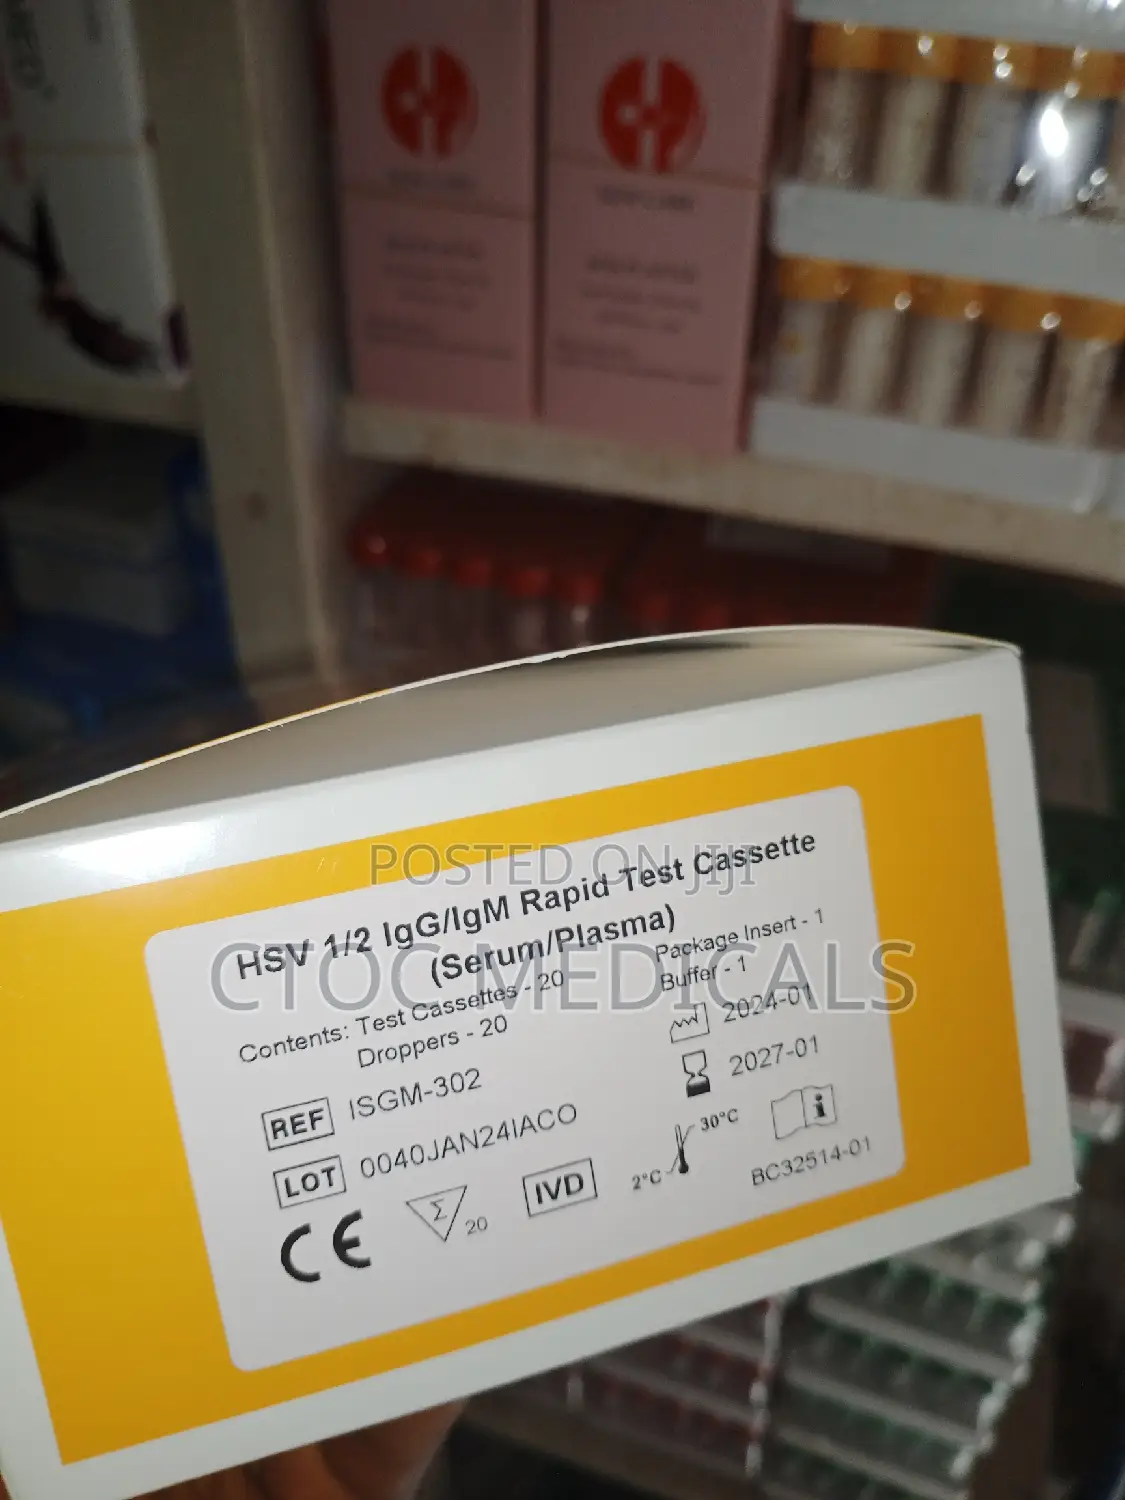 POSTED ON JIJI
CTOC MEDICALS
HSV 1/2 IgG/IgM Rapid Test Cassette
(Serum/Plasma)
Contents: Test Cassettes - 20
Droppers - 20
Package Insert - 1
Buffer - 1
REF ISGM-302
2024-01
LOT 0040JAN24IACO
2027-01
CE
Σ 20
IVD
2°C 30°C
i
BC32514-01